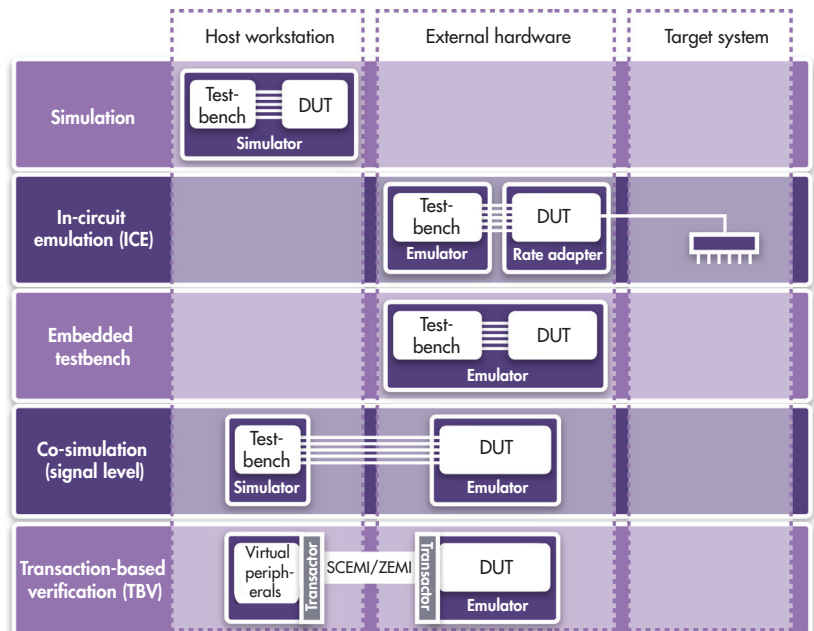 Host workstation
External hardware
Target system
Simulation
Test-
bench
DUT
Simulator
In-circuit
emulation (ICE)
Test-
bench
Emulator
DUT
Rate adapter
Embedded
testbench
Test-
bench
DUT
Emulator
Co-simulation
(signal level)
Test-
bench
Simulator
DUT
Emulator
Transaction-based
verification (TBV)
Virtual
periph-
erals
Transactor
SCEMI/ZEMI
Transactor
DUT
Emulator